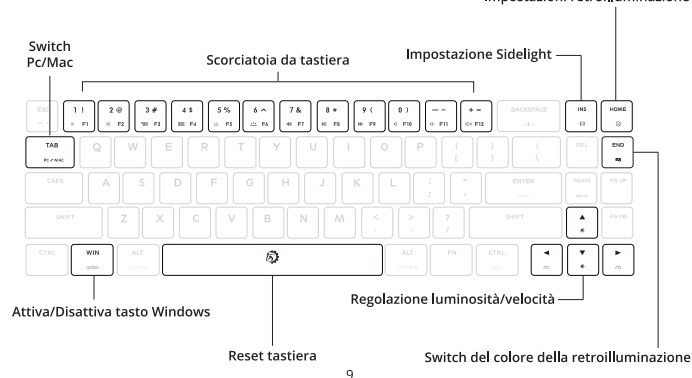 Impostazioni retroilluminazione
Switch
Pc/Mac
Scorciatoia da tastiera
Impostazione Sidelight
ESC 1 ! 2 @ 3 # 4 $ 5 % 6 ^ 7 & 8 * 9 ( 0 ) – – + = BACKSPACE INS HOME
F1 F2 F3 F4 F5 F6 F7 F8 F9 F10 F11 F12
TAB Q W E R T Y U I O P { } | DEL END
PC⇄MAC [ ] \
CAPS A S D F G H J K L : " ENTER PAUSE PG UP
; '
SHIFT Z X C V B N M < > ? SHIFT ▲ PG DN
, . /
CTRL WIN ALT ALT FN CTRL ◄ ▼ ►
option
Regolazione luminosità/velocità
Attiva/Disattiva tasto Windows
Reset tastiera
Switch del colore della retroilluminazione
9